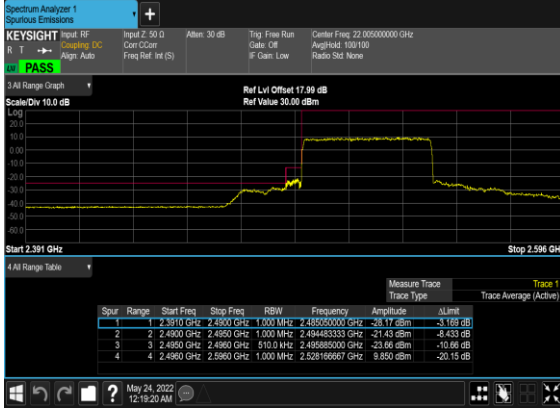 Spectrum Analyzer 1
Spurious Emissions
+
KEYSIGHT Input: RF Input Z: 50 Ω Atten: 30 dB Trig: Free Run Center Freq: 22.005000000 GHz
R T Coupling: DC Corr CCorr Gate: Off Avg|Hold: 100/100
Align: Auto Freq Ref: Int (S) IF Gain: Low Radio Std: None
PASS
3 All Range Graph
Ref Lvl Offset 17.99 dB
Scale/Div 10.0 dB Ref Value 30.00 dBm
Log
20.0
10.0
0.00
-10.0
-20.0
-30.0
-40.0
-50.0
-60.0
Start 2.391 GHz Stop 2.596 GH
4 All Range Table
Measure Trace Trace 1
Trace Type Trace Average (Active)
Spur Range Start Freq Stop Freq RBW Frequency Amplitude ΔLimit
1 1 2.3910 GHz 2.4900 GHz 1.000 MHz 2.485050000 GHz -28.17 dBm -3.169 dB
2 2 2.4900 GHz 2.4950 GHz 1.000 MHz 2.494483333 GHz -21.43 dBm -8.433 dB
3 3 2.4950 GHz 2.4960 GHz 510.0 kHz 2.495885000 GHz -23.66 dBm -10.66 dB
4 4 2.4960 GHz 2.5960 GHz 1.000 MHz 2.528166667 GHz 9.850 dBm -20.15 dB
?
May 24, 2022
12:19:20 AM